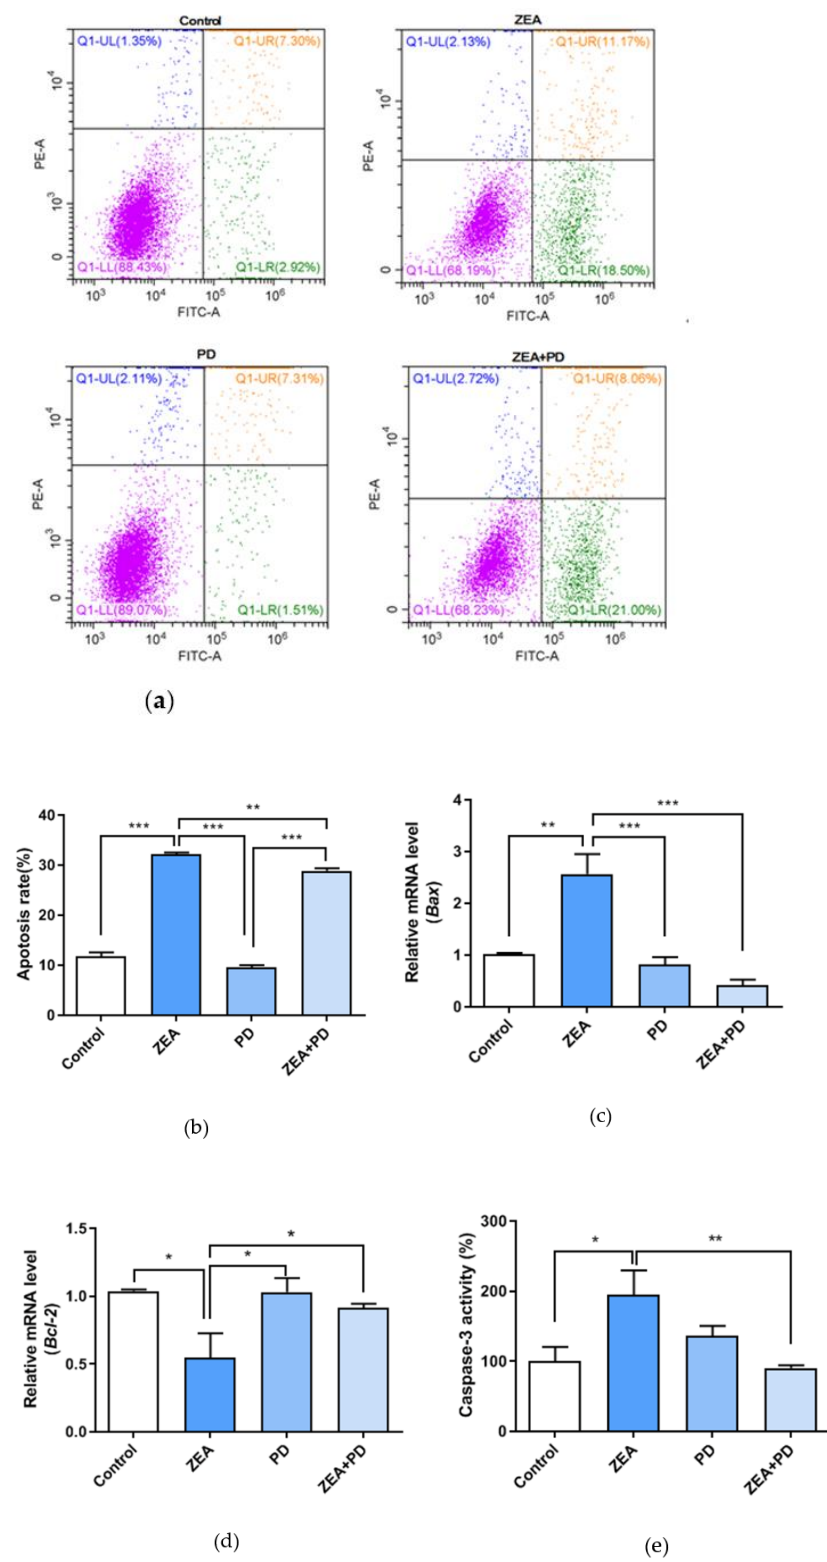 Control
Q1-UL(1.35%) Q1-UR(7.30%)
10⁴
PE-A
10³
0
Q1-LL(88.43%) Q1-LR(2.92%)
10³ 10⁴ 10⁵ 10⁶
FITC-A
ZEA
Q1-UL(2.13%) Q1-UR(11.17%)
10⁴
PE-A
0
Q1-LL(68.19%) Q1-LR(18.50%)
10³ 10⁴ 10⁵ 10⁶
FITC-A
PD
Q1-UL(2.11%) Q1-UR(7.31%)
10⁴
PE-A
10³
0
Q1-LL(89.07%) Q1-LR(1.51%)
10³ 10⁴ 10⁵ 10⁶
FITC-A
ZEA+PD
Q1-UL(2.72%) Q1-UR(8.06%)
10⁴
PE-A
0
Q1-LL(68.23%) Q1-LR(21.00%)
10³ 10⁴ 10⁵ 10⁶
FITC-A
(a)
Apotosis rate(%)
40
30
20
10
0
**
*** ***
***
Control ZEA PD ZEA+PD
(b)
Relative mRNA level
(Bax)
4
3
2
1
0
***
** ***
Control ZEA PD ZEA+PD
(c)
Relative mRNA level
(Bcl-2)
1.5
1.0
0.5
0.0
*
* *
Control ZEA PD ZEA+PD
(d)
Caspase-3 activity (%)
300
200
100
0
* **
Control ZEA PD ZEA+PD
(e)